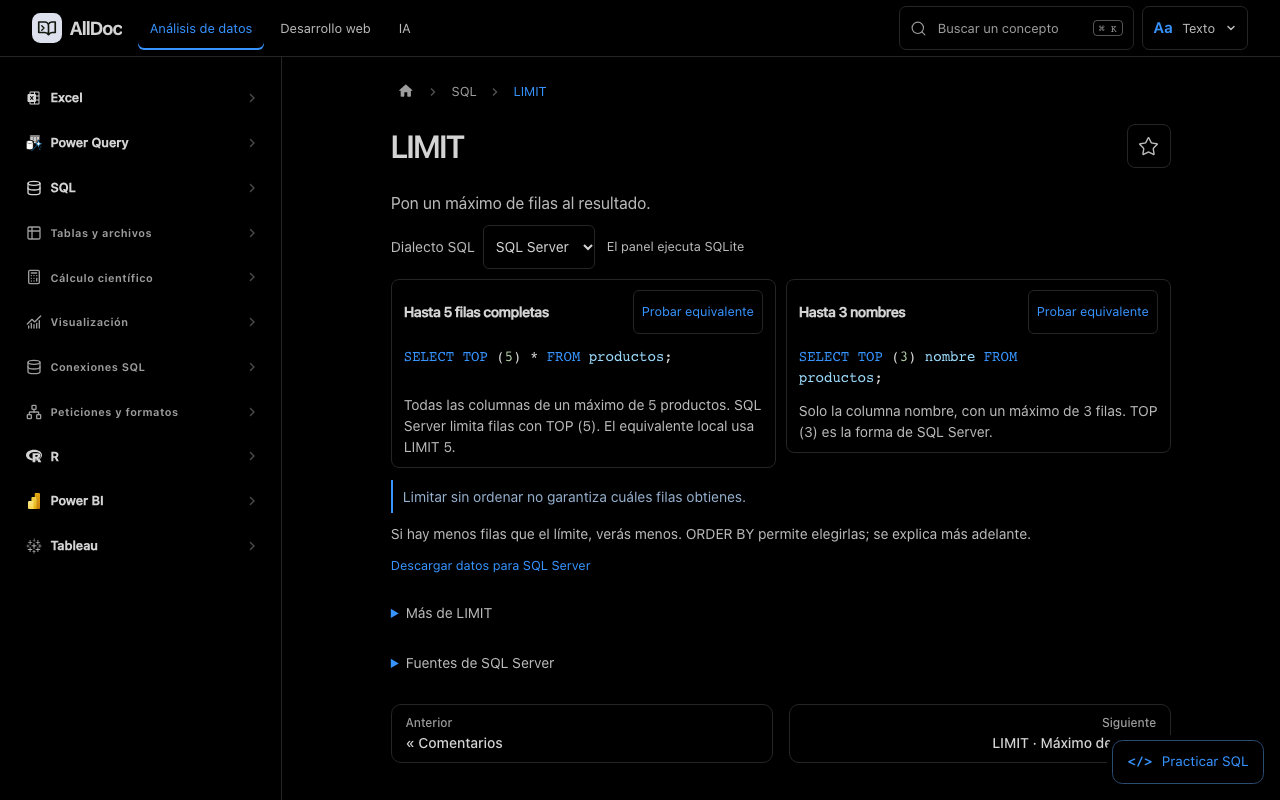 AllDoc
Análisis de datos
Desarrollo web
IA
Buscar un concepto
⌘ K
Aa Texto
Excel
Power Query
SQL
Tablas y archivos
Cálculo científico
Visualización
Conexiones SQL
Peticiones y formatos
R
Power BI
Tableau
SQL
LIMIT
LIMIT
Pon un máximo de filas al resultado.
Dialecto SQL
SQL Server
El panel ejecuta SQLite
Hasta 5 filas completas
Probar equivalente
SELECT TOP (5) * FROM productos;
Todas las columnas de un máximo de 5 productos. SQL
Server limita filas con TOP (5). El equivalente local usa
LIMIT 5.
Hasta 3 nombres
Probar equivalente
SELECT TOP (3) nombre FROM
productos;
Solo la columna nombre, con un máximo de 3 filas. TOP
(3) es la forma de SQL Server.
Limitar sin ordenar no garantiza cuáles filas obtienes.
Si hay menos filas que el límite, verás menos. ORDER BY permite elegirlas; se explica más adelante.
Descargar datos para SQL Server
Más de LIMIT
Fuentes de SQL Server
Anterior
« Comentarios
Siguiente
LIMIT · Máximo de
</> Practicar SQL